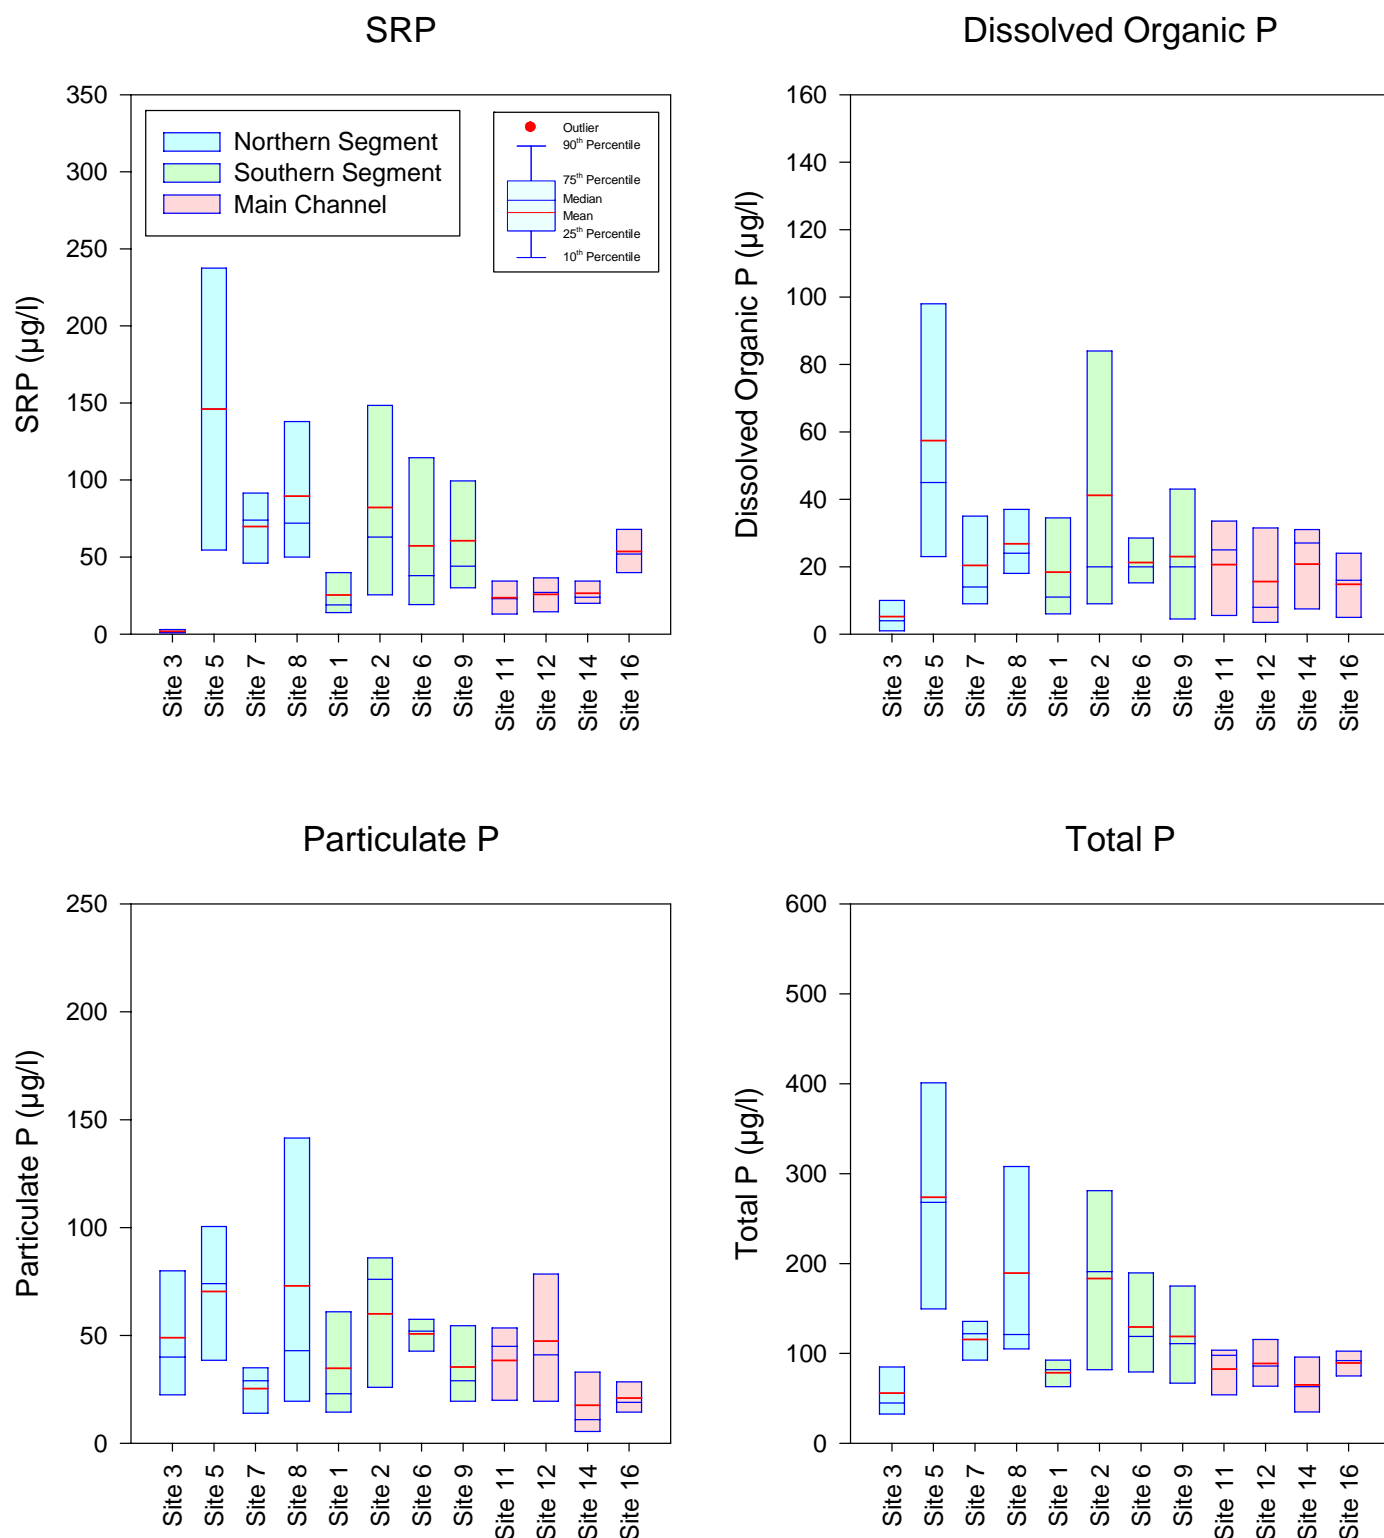 SRP
Dissolved Organic P
SRP (µg/l)
350
300
250
200
150
100
50
0
Northern Segment
Southern Segment
Main Channel
Outlier
90th Percentile
75th Percentile
Median
Mean
25th Percentile
10th Percentile
Site 3
Site 5
Site 7
Site 8
Site 1
Site 2
Site 6
Site 9
Site 11
Site 12
Site 14
Site 16
Dissolved Organic P (µg/l)
160
140
120
100
80
60
40
20
0
Site 3
Site 5
Site 7
Site 8
Site 1
Site 2
Site 6
Site 9
Site 11
Site 12
Site 14
Site 16
Particulate P
Total P
Particulate P (µg/l)
250
200
150
100
50
0
Site 3
Site 5
Site 7
Site 8
Site 1
Site 2
Site 6
Site 9
Site 11
Site 12
Site 14
Site 16
Total P (µg/l)
600
500
400
300
200
100
0
Site 3
Site 5
Site 7
Site 8
Site 1
Site 2
Site 6
Site 9
Site 11
Site 12
Site 14
Site 16